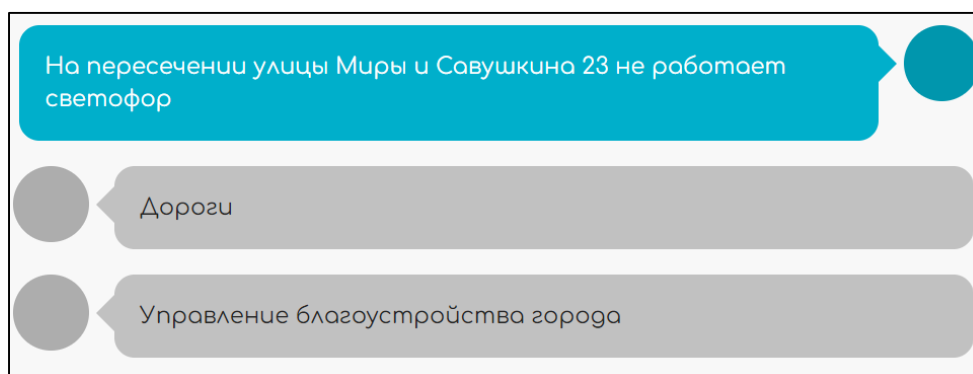 На пересечении улицы Миры и Савушкина 23 не работает
светофор
Дороги
Управление благоустройства города